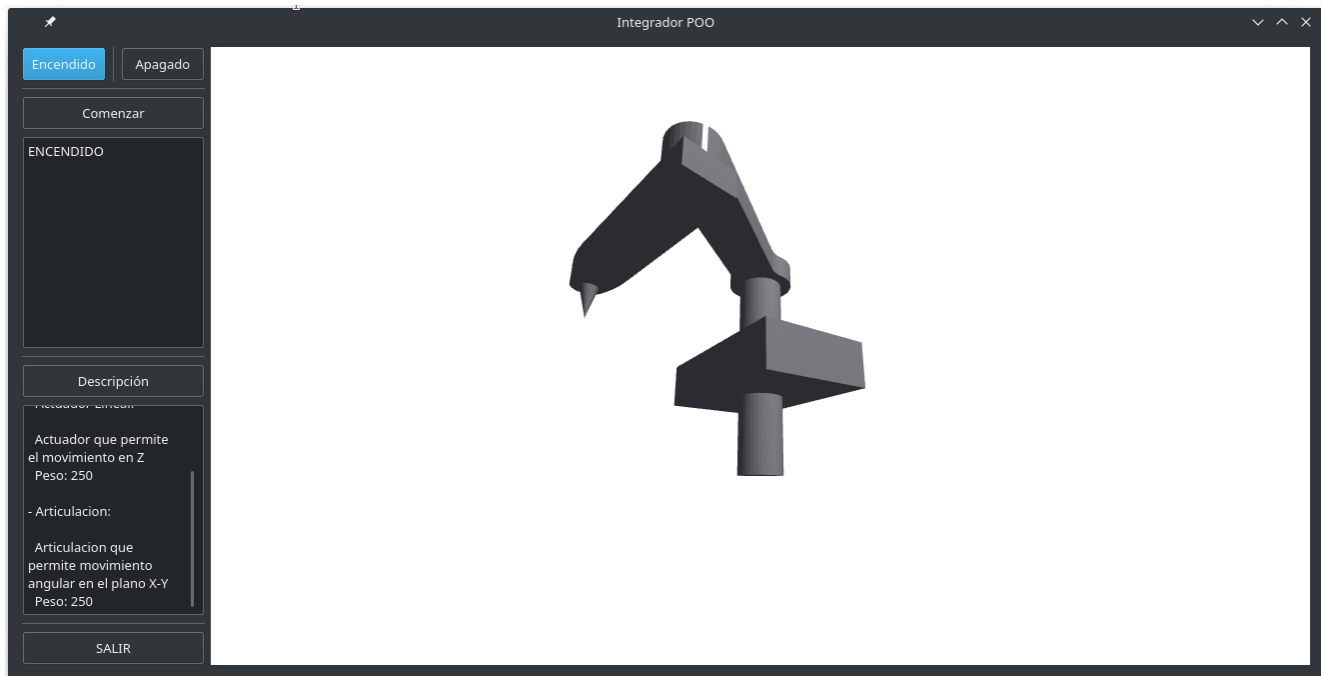 Integrador POO
Encendido
Apagado
Comenzar
ENCENDIDO
Descripción
Actuador que permite
el movimiento en Z
Peso: 250
- Articulacion:
Articulacion que
permite movimiento
angular en el plano X-Y
Peso: 250
SALIR